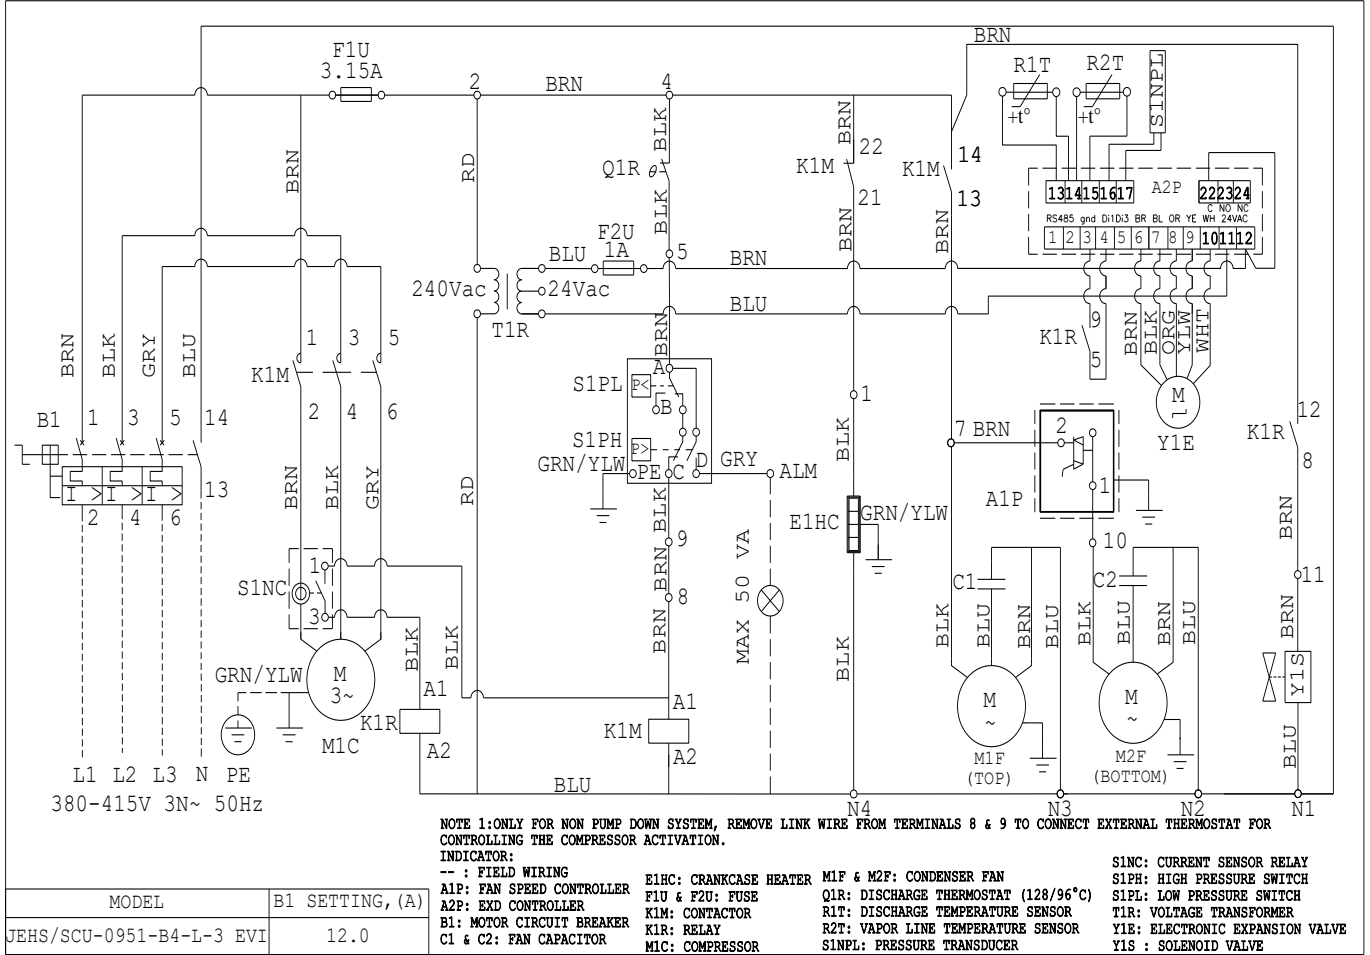 BRN
F1U
3.15A
R1T
R2T
S1NPL
2
BRN
4
+t°
+t°
BRN
RD
BLK
Q1R θ
BLK
BRN
22
K1M
21
BRN
K1M
14
13
BRN
13 14 15 16 17
A2P
22 23 24
C NO NC
RS485 gnd Di1 Di3 BR BL OR YE WH 24VAC
1 2 3 4 5 6 7 8 9 10 11 12
F2U
1A
BLU
5
BRN
240Vac
24Vac
BLU
T1R
BRN
BLK
GRY
BLU
1
3
5
K1M
2
4
6
BRN
A
S1PL
P<
B
S1PH
P>
GRN/YLW
PE
C
D
GRY
ALM
K1R
9
5
BRN
BLK
ORG
YLW
WHT
M
Y1E
B1
1
3
5
14
I >
I >
I >
13
2
4
6
BRN
BLK
GRY
RD
BLK
9
BRN
8
BRN
MAX 50 VA
1
BLK
E1HC
GRN/YLW
BLK
7
BRN
2
1
A1P
10
12
K1R
8
BRN
11
BRN
Y1S
BLU
S1NC
1
3
BLK
BLK
GRN/YLW
M
3~
M1C
K1R
A1
A2
K1M
A1
A2
C1
BLK
BLU
BRN
BLU
M
~
M1F
(TOP)
C2
BLK
BLU
BRN
BLU
M
~
M2F
(BOTTOM)
L1 L2 L3 N PE
380-415V 3N~ 50Hz
BLU
N4
N3
N2
N1
NOTE 1:ONLY FOR NON PUMP DOWN SYSTEM, REMOVE LINK WIRE FROM TERMINALS 8 & 9 TO CONNECT EXTERNAL THERMOSTAT FOR
CONTROLLING THE COMPRESSOR ACTIVATION.
INDICATOR:
-- : FIELD WIRING
A1P: FAN SPEED CONTROLLER
A2P: EXD CONTROLLER
B1: MOTOR CIRCUIT BREAKER
C1 & C2: FAN CAPACITOR
E1HC: CRANKCASE HEATER
F1U & F2U: FUSE
K1M: CONTACTOR
K1R: RELAY
M1C: COMPRESSOR
M1F & M2F: CONDENSER FAN
Q1R: DISCHARGE THERMOSTAT (128/96°C)
R1T: DISCHARGE TEMPERATURE SENSOR
R2T: VAPOR LINE TEMPERATURE SENSOR
S1NPL: PRESSURE TRANSDUCER
S1NC: CURRENT SENSOR RELAY
S1PH: HIGH PRESSURE SWITCH
S1PL: LOW PRESSURE SWITCH
T1R: VOLTAGE TRANSFORMER
Y1E: ELECTRONIC EXPANSION VALVE
Y1S : SOLENOID VALVE
MODEL
B1 SETTING,(A)
JEHS/SCU-0951-B4-L-3 EVI
12.0